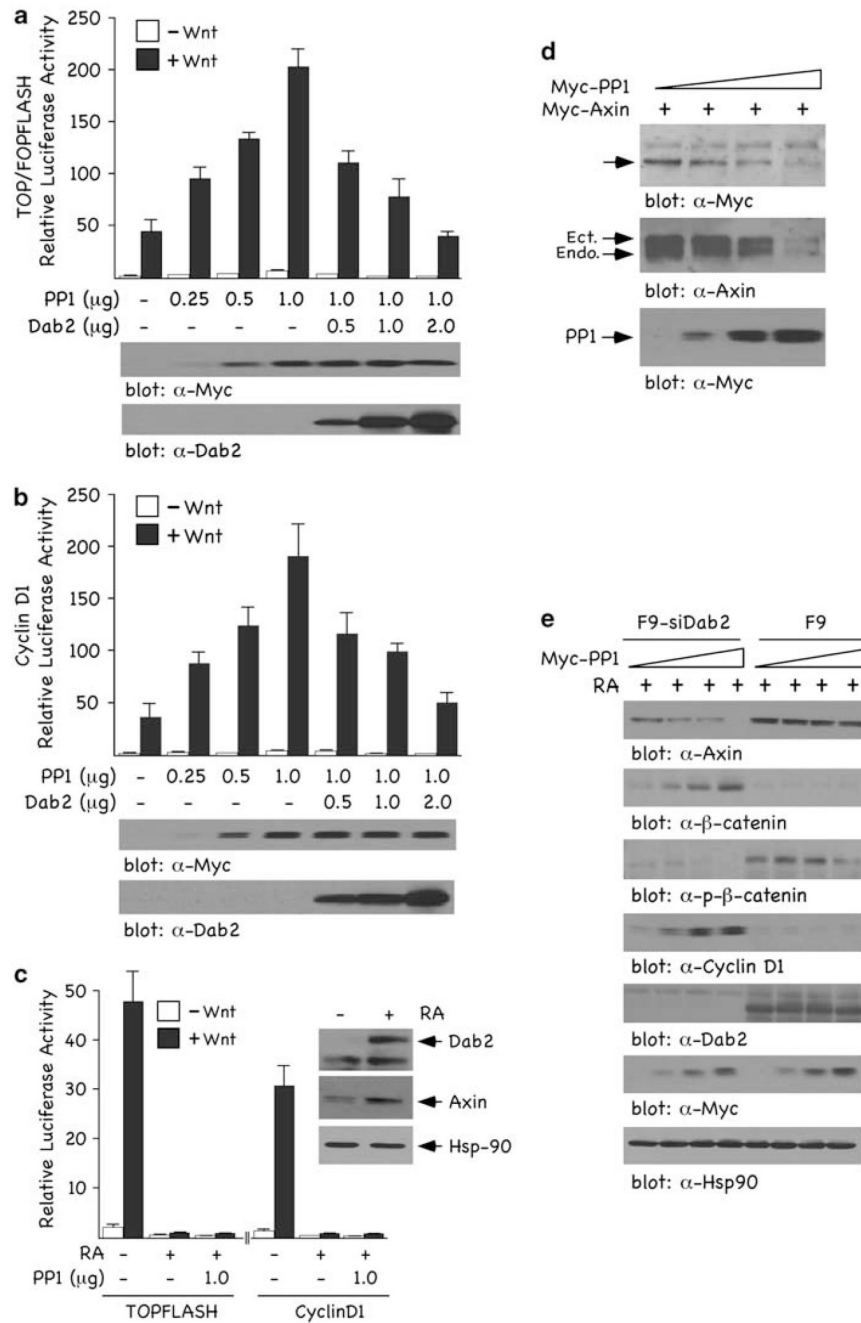 a
− Wnt
+ Wnt
TOP/FOPFLASH
Relative Luciferase Activity
250
200
150
100
50
PP1 (μg) – 0.25 0.5 1.0 1.0 1.0 1.0
Dab2 (μg) – – – – 0.5 1.0 2.0
blot: α-Myc
blot: α-Dab2
b
− Wnt
+ Wnt
Cyclin D1
Relative Luciferase Activity
250
200
150
100
50
PP1 (μg) – 0.25 0.5 1.0 1.0 1.0 1.0
Dab2 (μg) – – – – 0.5 1.0 2.0
blot: α-Myc
blot: α-Dab2
c
− Wnt
+ Wnt
Relative Luciferase Activity
50
40
30
20
10
RA – + + – + +
PP1 (μg) – – 1.0 – – 1.0
TOPFLASH CyclinD1
– + RA
Dab2
Axin
Hsp-90
d
Myc-PP1
Myc-Axin + + + +
blot: α-Myc
Ect.
Endo.
blot: α-Axin
PP1
blot: α-Myc
e
F9-siDab2 F9
Myc-PP1
RA + + + + + + + +
blot: α-Axin
blot: α-β-catenin
blot: α-p-β-catenin
blot: α-Cyclin D1
blot: α-Dab2
blot: α-Myc
blot: α-Hsp90